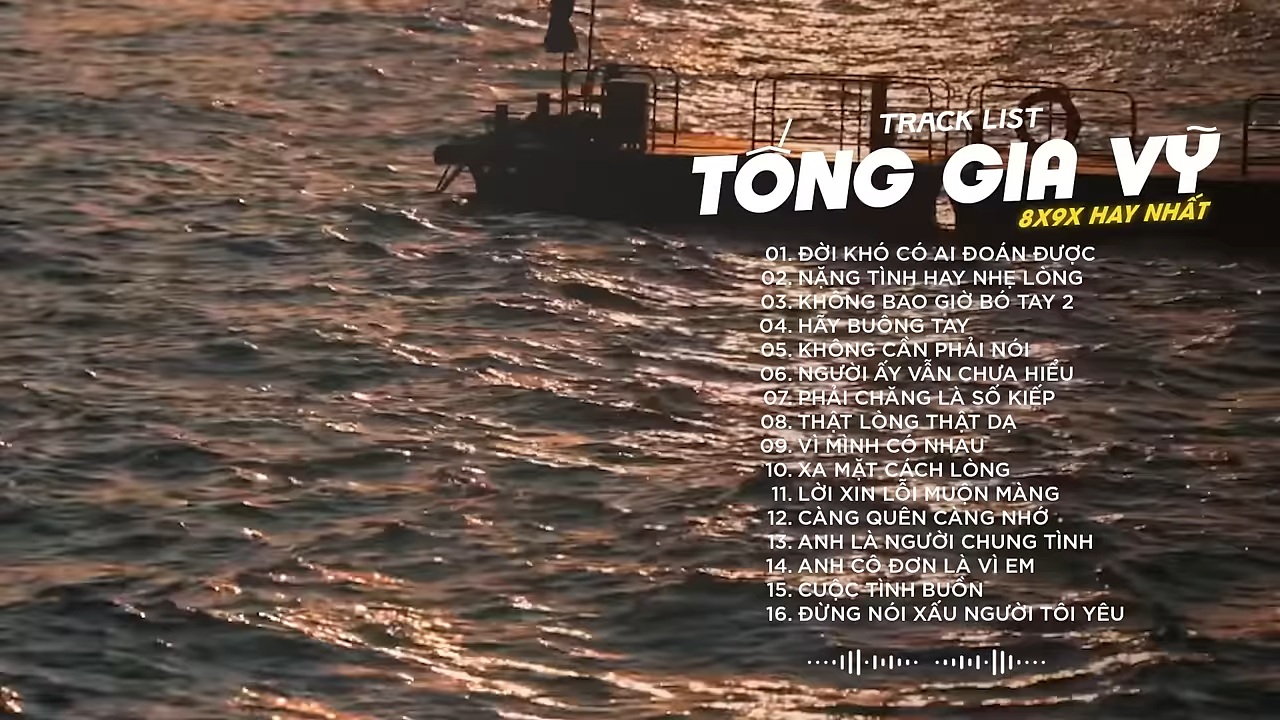 TRACK LIST
TỐNG GIA VỸ
8X9X HAY NHẤT
01. ĐỜI KHÓ CÓ AI ĐOÁN ĐƯỢC
02. NẶNG TÌNH HAY NHẸ LÒNG
03. KHÔNG BAO GIỜ BÓ TAY 2
04. HÃY BUÔNG TAY
05. KHÔNG CẦN PHẢI NÓI
06. NGƯỜI ẤY VẪN CHƯA HIỂU
07. PHẢI CHĂNG LÀ SỐ KIẾP
08. THẬT LÒNG THẬT DẠ
09. VÌ MÌNH CÓ NHAU
10. XA MẶT CÁCH LÒNG
11. LỜI XIN LỖI MUỘN MÀNG
12. CÀNG QUÊN CÀNG NHỚ
13. ANH LÀ NGƯỜI CHUNG TÌNH
14. ANH CÔ ĐƠN LÀ VÌ EM
15. CUỘC TÌNH BUỒN
16. ĐỪNG NÓI XẤU NGƯỜI TÔI YÊU